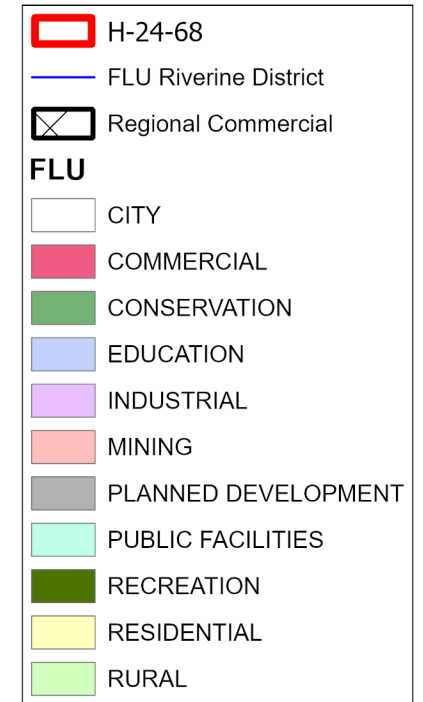 H-24-68
FLU Riverine District
Regional Commercial
FLU
CITY
COMMERCIAL
CONSERVATION
EDUCATION
INDUSTRIAL
MINING
PLANNED DEVELOPMENT
PUBLIC FACILITIES
RECREATION
RESIDENTIAL
RURAL